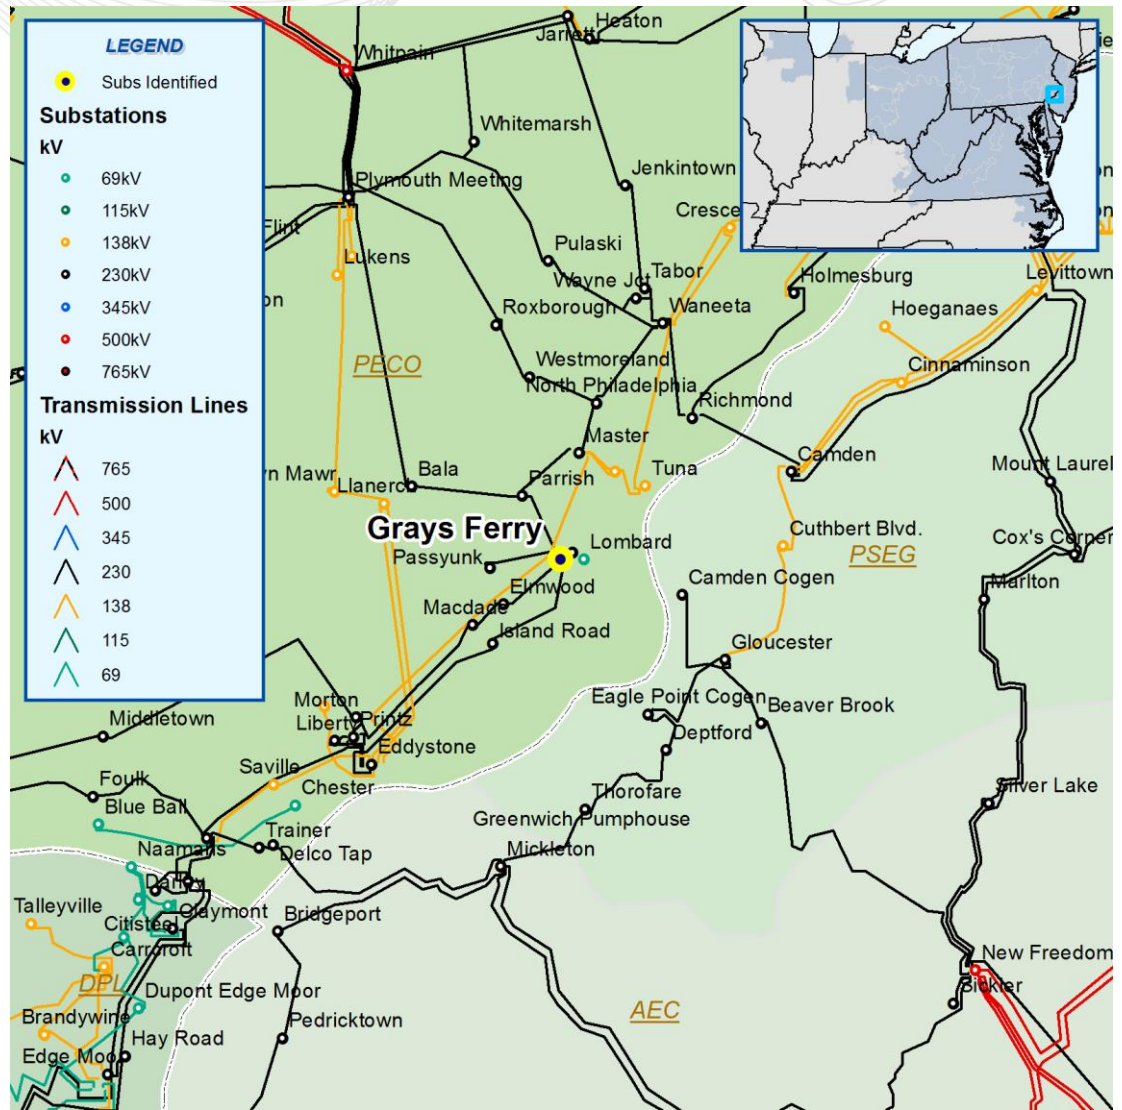 LEGEND
Subs Identified
Substations
kV
69kV
115kV
138kV
230kV
345kV
500kV
765kV
Transmission Lines
kV
765
500
345
230
138
115
69
Heaton
Jarrett
Whitpain
Whitemarsh
Jenkintown
Plymouth Meeting
Flint
Lukens
Pulaski
Tabor
Wayne Jct
Holmesburg
Levittown
Roxborough
Waneeta
Hoeganaes
PECO
Westmoreland
North Philadelphia
Cinnaminson
Richmond
Master
Camden
Mount Laurel
Bala
Parrish
Tuna
Llanerch
Grays Ferry
Lombard
Cuthbert Blvd.
Cox's Corner
Passyunk
PSEG
Elmwood
Camden Cogen
Marlton
Macdade
Island Road
Gloucester
Morton
Eagle Point Cogen
Beaver Brook
Middletown
Liberty
Printz
Deptford
Eddystone
Saville
Foulk
Chester
Thorofare
Silver Lake
Blue Ball
Greenwich Pumphouse
Trainer
Naamans
Delco Tap
Mickleton
Darley
Talleyville
Claymont
Bridgeport
Citisteel
Carrcroft
New Freedom
DPL
Dupont Edge Moor
Sickler
Brandywine
Pedricktown
AEC
Hay Road
Edge Moor